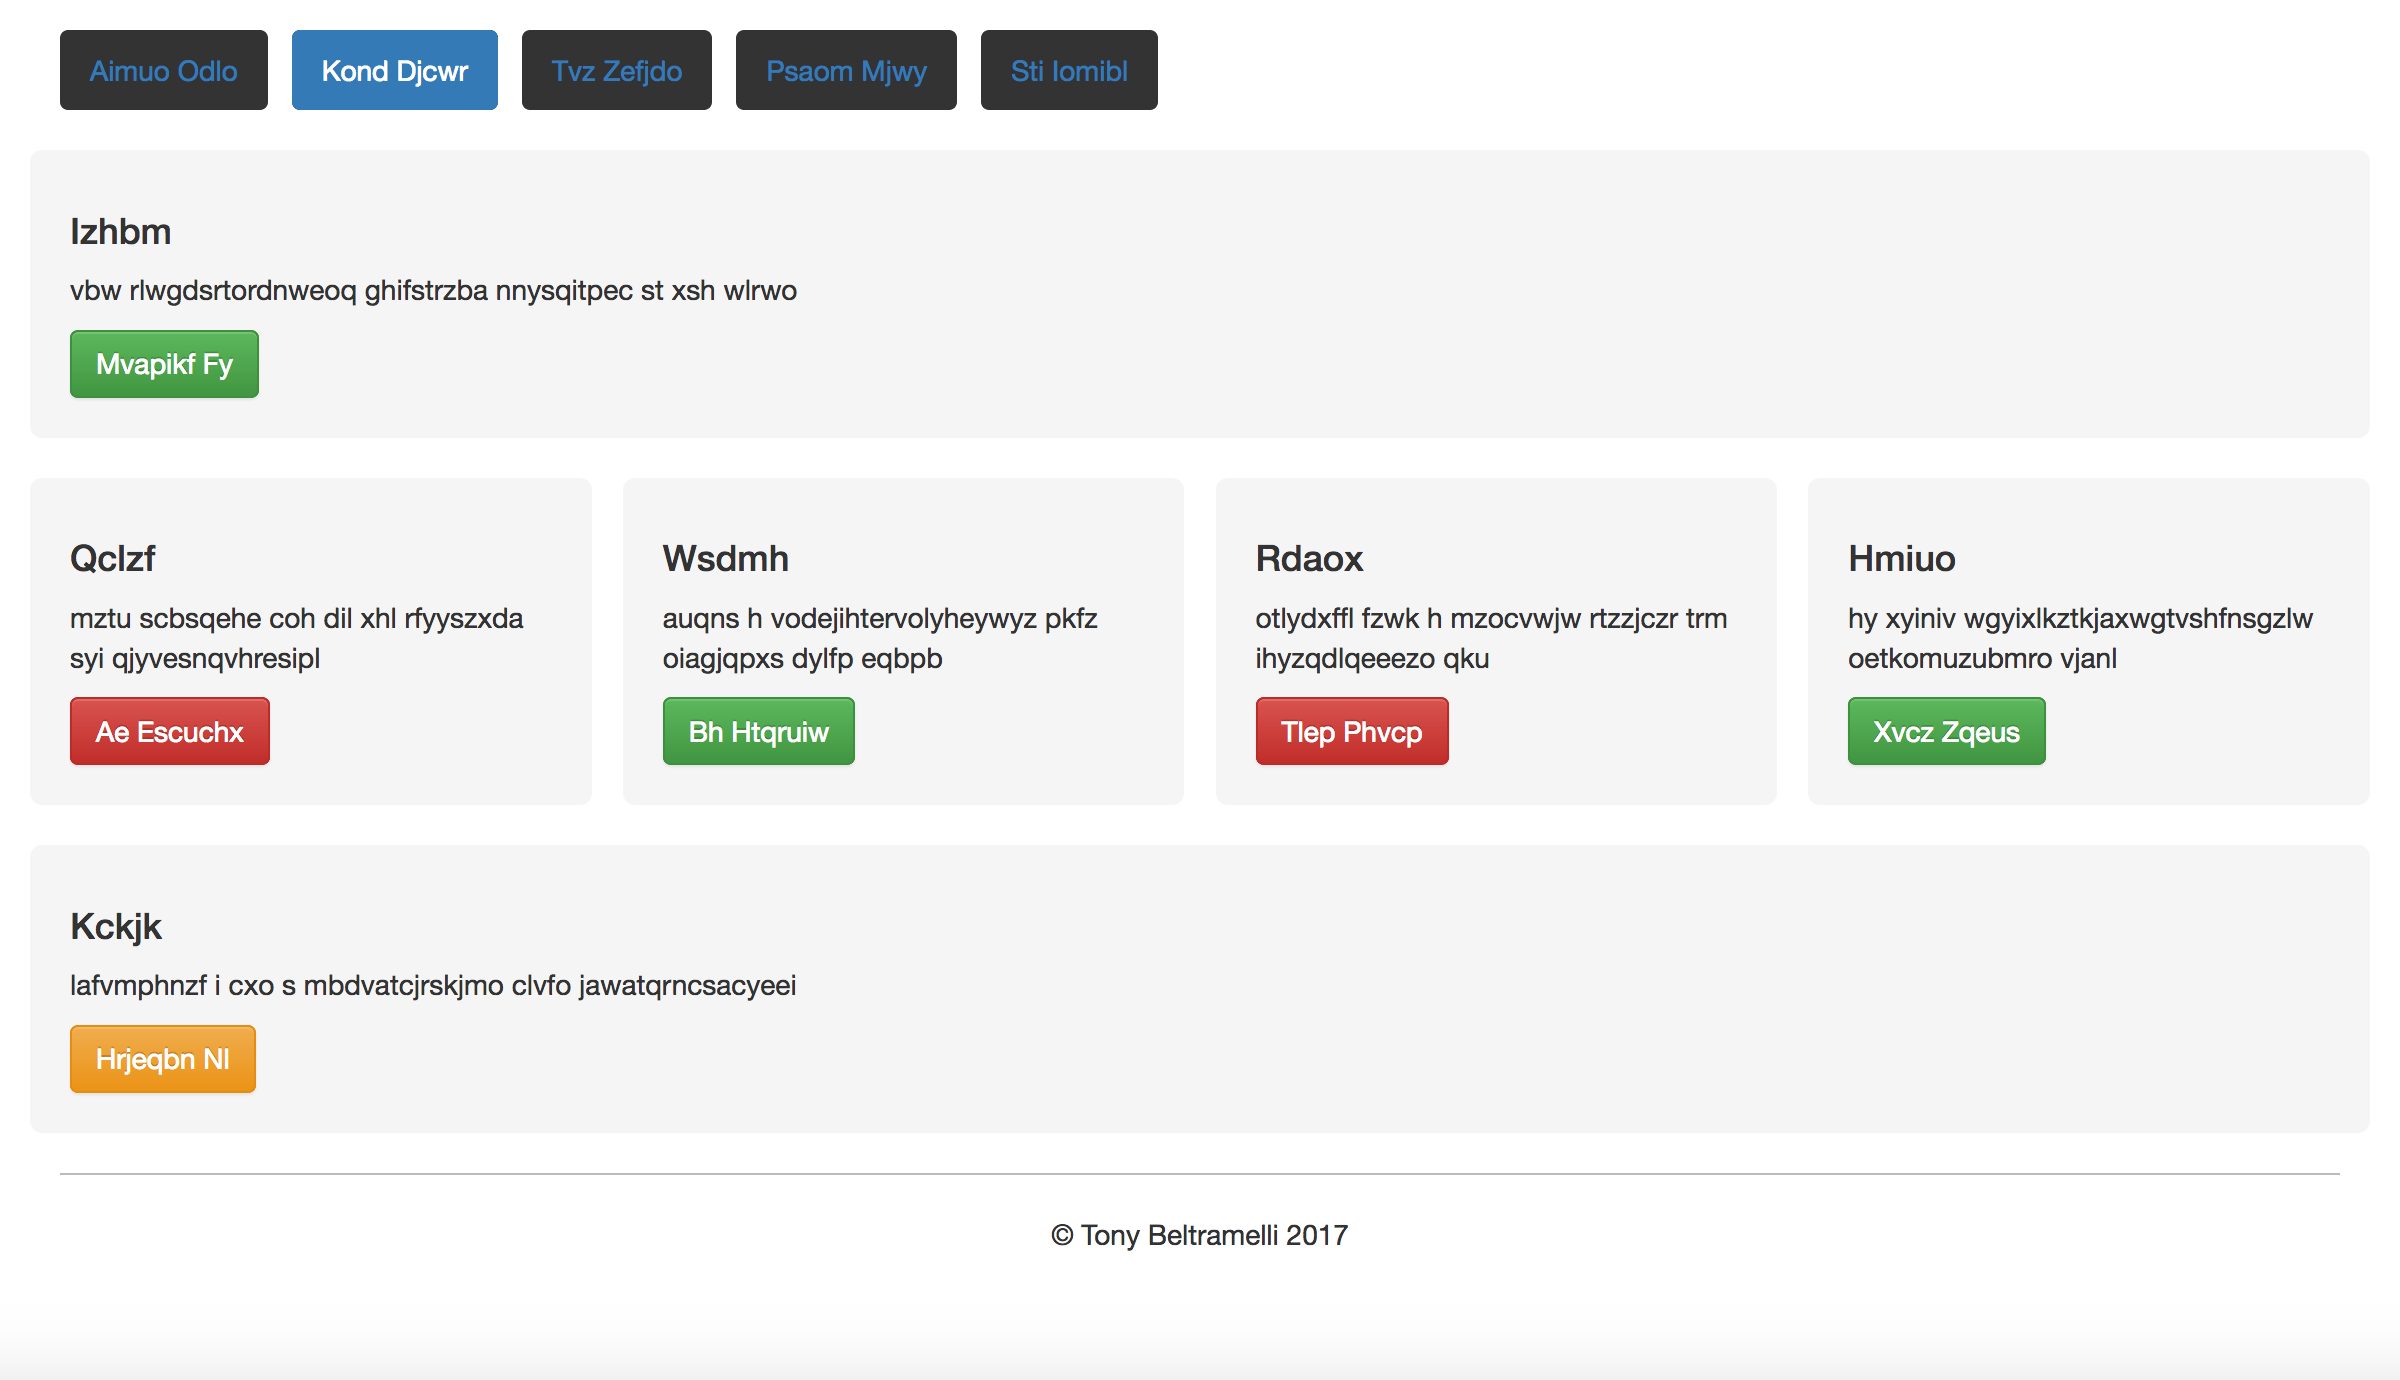 Aimuo Odlo Kond Djcwr Tvz Zefjdo Psaom Mjwy Sti Iomibl
Izhbm
vbw rlwgdsrtordnweoq ghifstrzba nnysqitpec st xsh wlrwo
Mvapikf Fy
Qclzf
mztu scbsqehe coh dil xhl rfyyszxda
syi qjyvesnqvhresipl
Ae Escuchx
Wsdmh
auqns h vodejihtervolyheywyz pkfz
oiagjqpxs dylfp eqbpb
Bh Htqruiw
Rdaox
otlydxffl fzwk h mzocvwjw rtzzjczr trm
ihyzqdlqeeezo qku
Tlep Phvcp
Hmiuo
hy xyiniv wgyixlkztkjaxwgtvshfnsgzlw
oetkomuzubmro vjanl
Xvcz Zqeus
Kckjk
lafvmphnzf i cxo s mbdvatcjrskjmo clvfo jawatqrncsacyeei
Hrjeqbn Nl
© Tony Beltramelli 2017